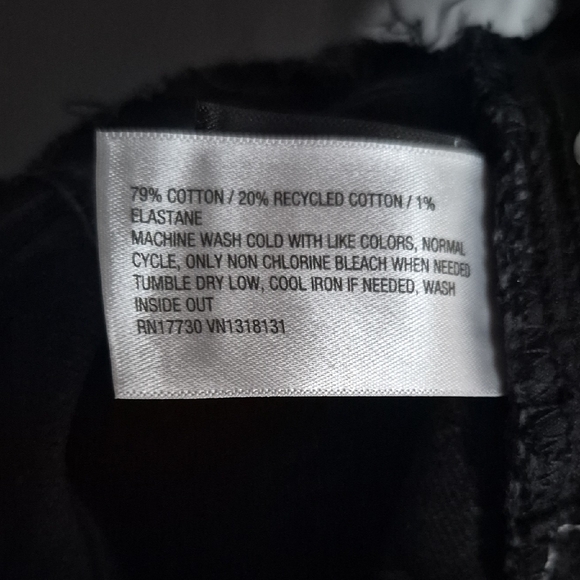 79% COTTON / 20% RECYCLED COTTON / 1%
ELASTANE
MACHINE WASH COLD WITH LIKE COLORS, NORMAL
CYCLE, ONLY NON CHLORINE BLEACH WHEN NEEDED
TUMBLE DRY LOW, COOL IRON IF NEEDED, WASH
INSIDE OUT
RN17730 VN1318131